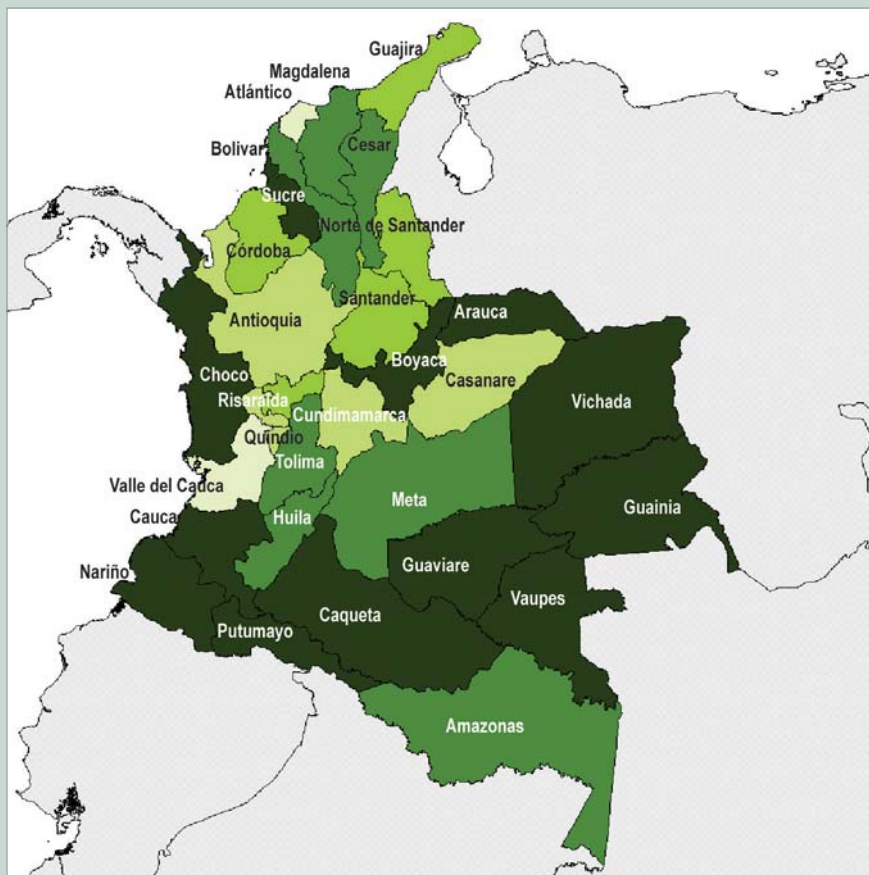 Guajira
Magdalena
Atlántico
Bolivar
Cesar
Sucre
Norte de Santander
Córdoba
Santander
Arauca
Antioquia
Boyaca
Choco
Casanare
Vichada
Risaralda
Cundimamarca
Quíndio
Tolima
Valle del Cauca
Meta
Guainia
Cauca
Huila
Guaviare
Nariño
Vaupes
Caqueta
Putumayo
Amazonas